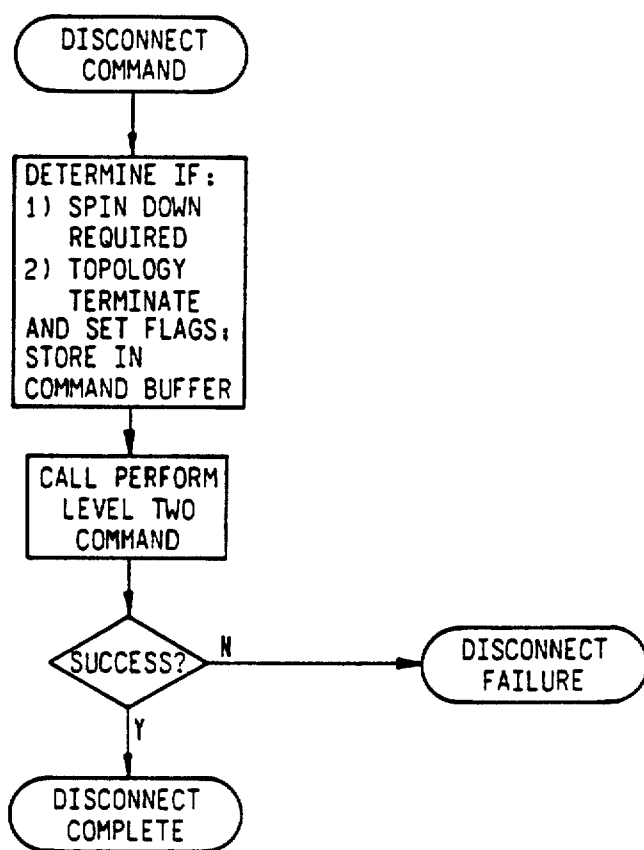 DISCONNECT
COMMAND
DETERMINE IF:
1) SPIN DOWN
REQUIRED
2) TOPOLOGY
TERMINATE
AND SET FLAGS;
STORE IN
COMMAND BUFFER
CALL PERFORM
LEVEL TWO
COMMAND
SUCCESS?
N
DISCONNECT
FAILURE
Y
DISCONNECT
COMPLETE